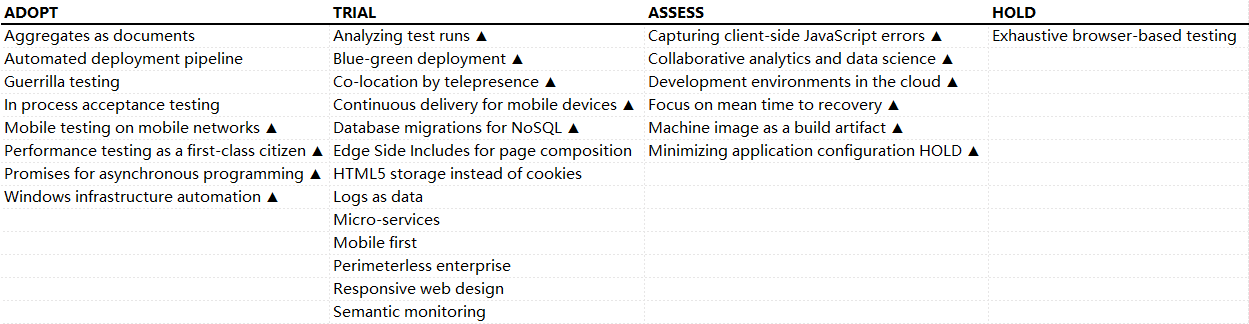 ADOPT TRIAL ASSESS HOLD
Aggregates as documents Analyzing test runs ▲ Capturing client-side JavaScript errors ▲ Exhaustive browser-based testing
Automated deployment pipeline Blue-green deployment ▲ Collaborative analytics and data science ▲
Guerrilla testing Co-location by telepresence ▲ Development environments in the cloud ▲
In process acceptance testing Continuous delivery for mobile devices ▲ Focus on mean time to recovery ▲
Mobile testing on mobile networks ▲ Database migrations for NoSQL ▲ Machine image as a build artifact ▲
Performance testing as a first-class citizen ▲ Edge Side Includes for page composition Minimizing application configuration HOLD ▲
Promises for asynchronous programming ▲ HTML5 storage instead of cookies
Windows infrastructure automation ▲ Logs as data
Micro-services
Mobile first
Perimeterless enterprise
Responsive web design
Semantic monitoring